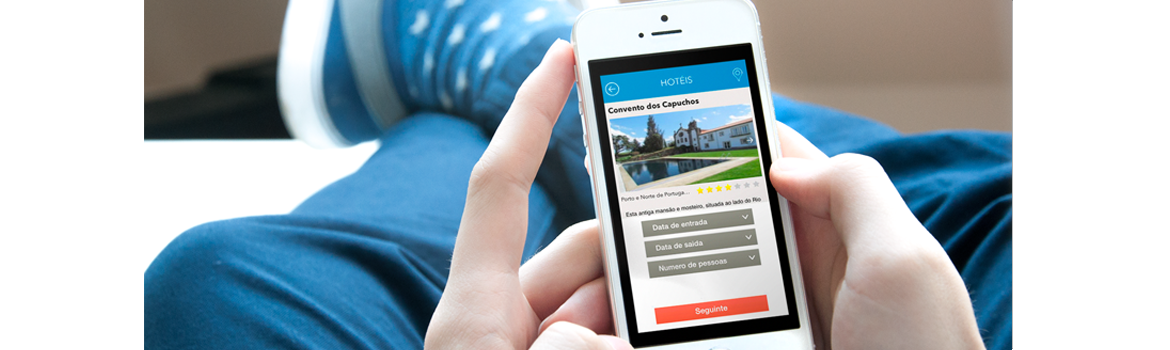 HOTÉIS
Convento dos Capuchos
Porto e Norte de Portuga...
Esta antiga mansão e mosteiro, situada ao lado do Rio
Data de entrada
Data de saída
Numero de pessoas
Seguinte